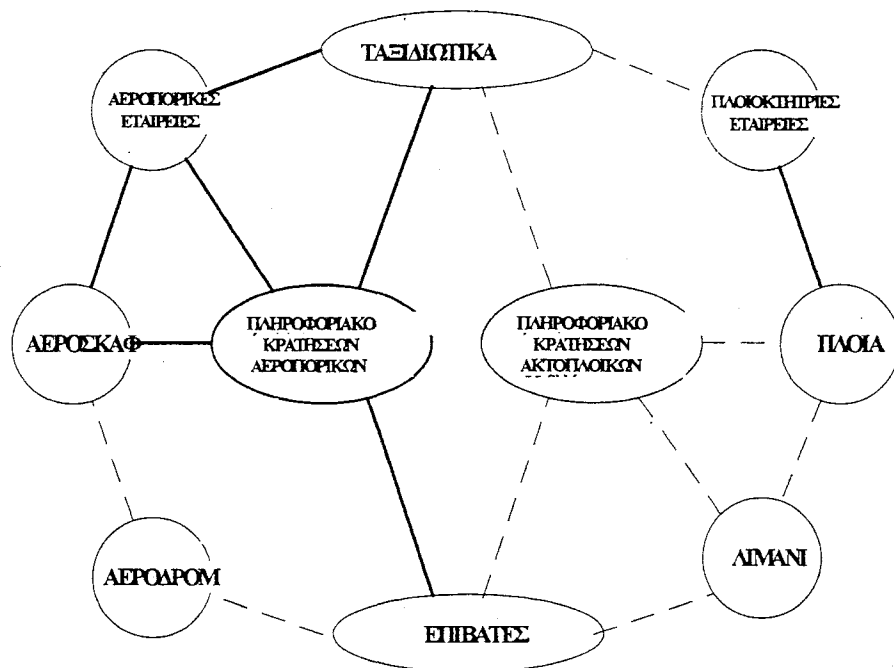 ΤΑΞΙΔΙΩΤΙΚΑ
ΑΕΡΟΠΟΡΙΚΕΣ
ΕΤΑΙΡΕΙΕΣ
ΠΛΟΙΟΚΤΗΤΡΙΕΣ
ΕΤΑΙΡΕΙΕΣ
ΑΕΡΟΣΚΑΦ
ΠΛΗΡΟΦΟΡΙΑΚΟ
ΚΡΑΤΗΣΕΩΝ
ΑΕΡΟΠΟΡΙΚΩΝ
ΠΛΗΡΟΦΟΡΙΑΚΟ
ΚΡΑΤΗΣΕΩΝ
ΑΚΤΟΠΛΟΙΚΩΝ
ΠΛΟΙΑ
ΑΕΡΟΔΡΟΜ
ΛΙΜΑΝΙ
ΕΠΙΒΑΤΕΣ